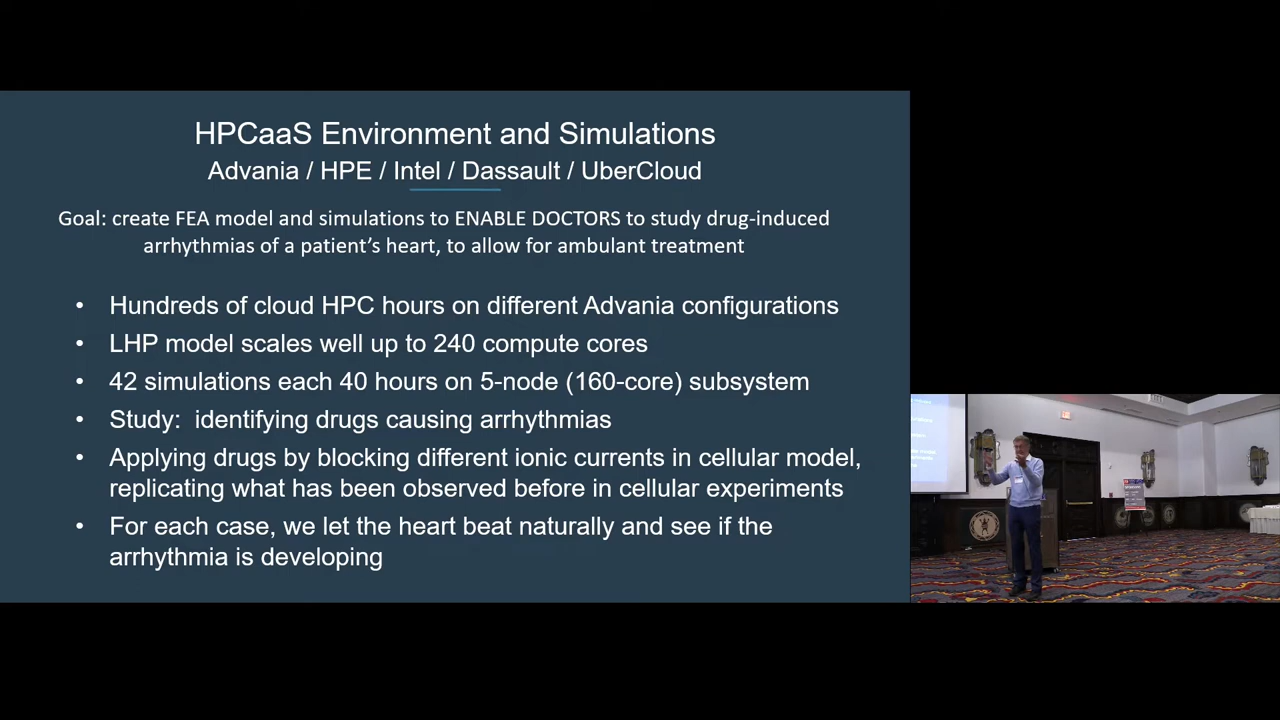 HPCaaS Environment and Simulations
Advania / HPE / Intel / Dassault / UberCloud
Goal: create FEA model and simulations to ENABLE DOCTORS to study drug-induced
arrhythmias of a patient's heart, to allow for ambulant treatment
• Hundreds of cloud HPC hours on different Advania configurations
• LHP model scales well up to 240 compute cores
• 42 simulations each 40 hours on 5-node (160-core) subsystem
• Study:  identifying drugs causing arrhythmias
• Applying drugs by blocking different ionic currents in cellular model,
replicating what has been observed before in cellular experiments
• For each case, we let the heart beat naturally and see if the
arrhythmia is developing